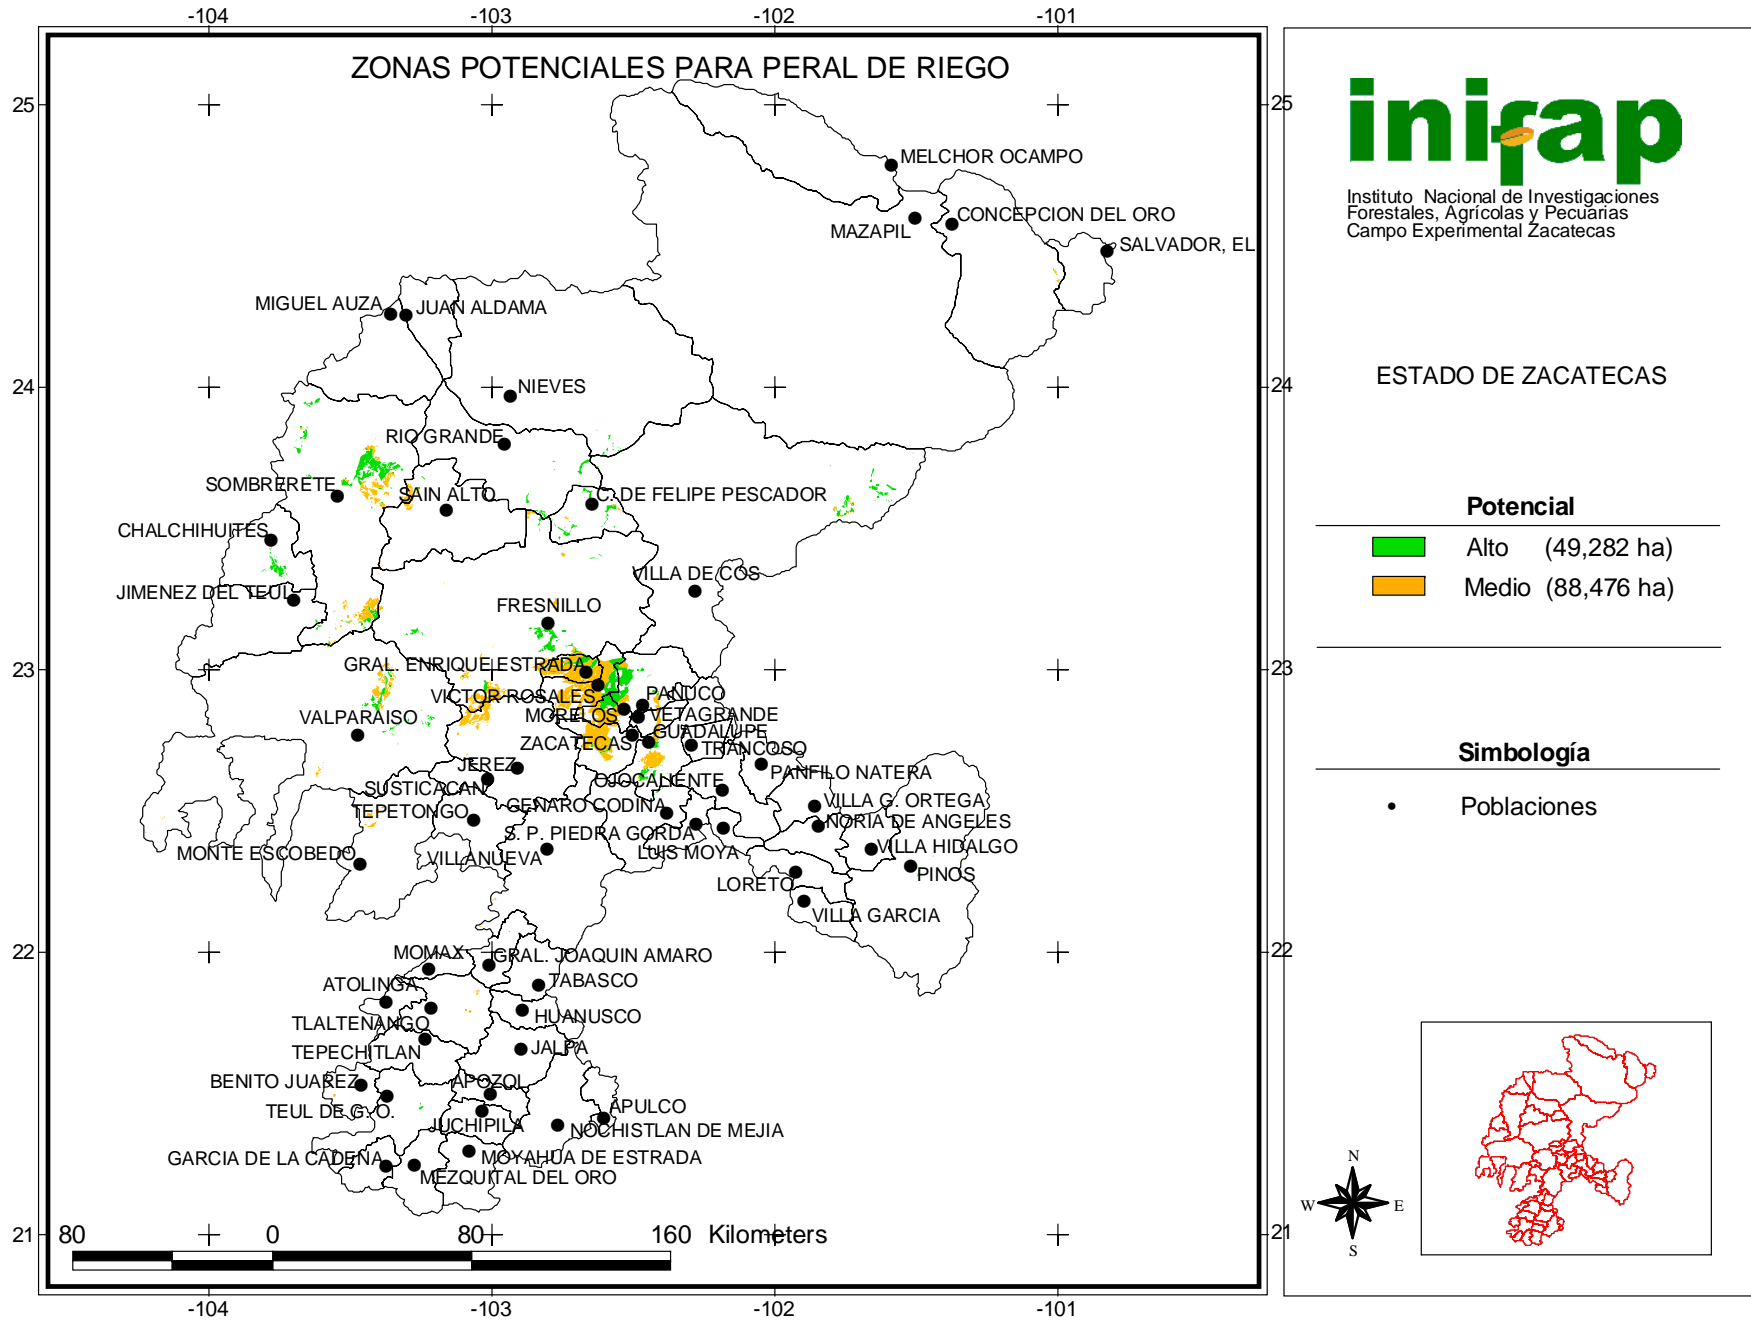 -104 -103 -102 -101
ZONAS POTENCIALES PARA PERAL DE RIEGO
25 25
MELCHOR OCAMPO
CONCEPCION DEL ORO
MAZAPIL
SALVADOR, EL
MIGUEL AUZA
JUAN ALDAMA
24 24
NIEVES
RIO GRANDE
SOMBRERETE
SAIN ALTO
C. DE FELIPE PESCADOR
CHALCHIHUITES
VILLA DE COS
JIMENEZ DEL TEUL
FRESNILLO
23 23
GRAL. ENRIQUE ESTRADA
VICTOR ROSALES
PANUCO
MORELOS
VETAGRANDE
VALPARAISO
GUADALUPE
ZACATECAS
TRANCOSO
JEREZ
PANFILO NATERA
SUSTICACAN
OJOCALIENTE
TEPETONGO
GENARO CODINA
VILLA G. ORTEGA
NORIA DE ANGELES
S. P. PIEDRA GORDA
MONTE ESCOBEDO
VILLANUEVA
LUIS MOYA
VILLA HIDALGO
PINOS
LORETO
VILLA GARCIA
22 22
MOMAX
GRAL. JOAQUIN AMARO
ATOLINGA
TABASCO
TLALTENANGO
HUANUSCO
TEPECHITLAN
JALPA
BENITO JUAREZ
APOZOL
TEUL DE G. O.
APULCO
JUCHIPILA
NOCHISTLAN DE MEJIA
GARCIA DE LA CADENA
MOYAHUA DE ESTRADA
MEZQUITAL DEL ORO
21 21
80 0 80 160 Kilometers
-104 -103 -102 -101
inifap
Instituto Nacional de Investigaciones
Forestales, Agrícolas y Pecuarias
Campo Experimental Zacatecas
ESTADO DE ZACATECAS
Potencial
Alto (49,282 ha)
Medio (88,476 ha)
Simbología
Poblaciones
N
W E
S